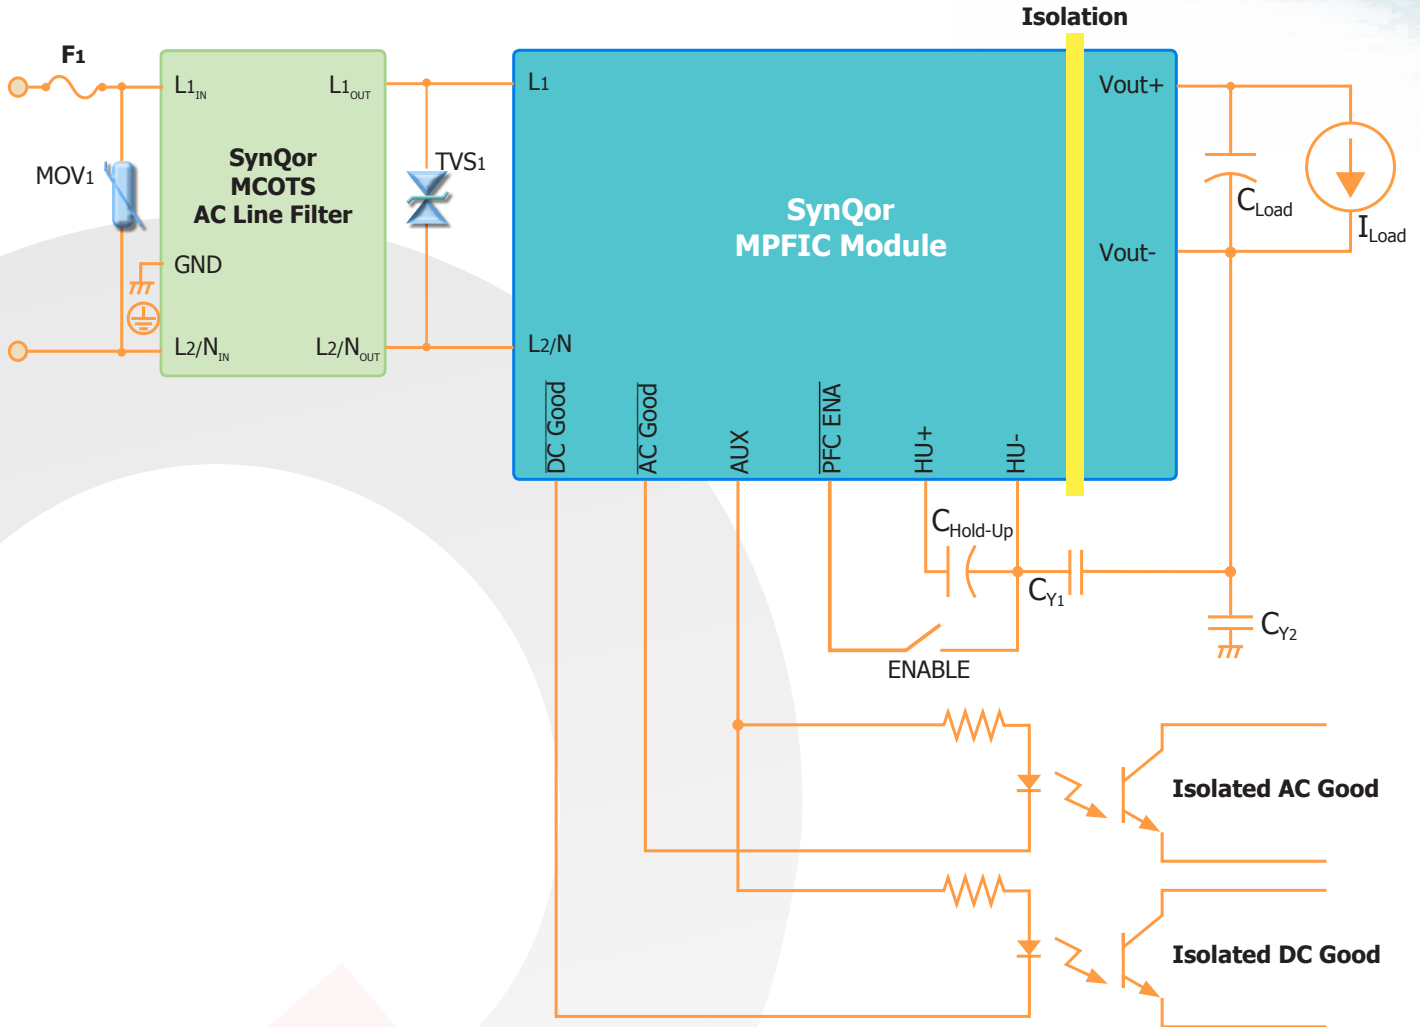 Isolation
F1
L1IN
L1OUT
L1
Vout+
MOV1
SynQor
MCOTS
AC Line Filter
TVS1
SynQor
MPFIC Module
CLoad
ILoad
GND
Vout-
L2/NIN
L2/NOUT
L2/N
DC Good
AC Good
AUX
PFC ENA
HU+
HU-
CHold-Up
CY1
CY2
ENABLE
Isolated AC Good
Isolated DC Good